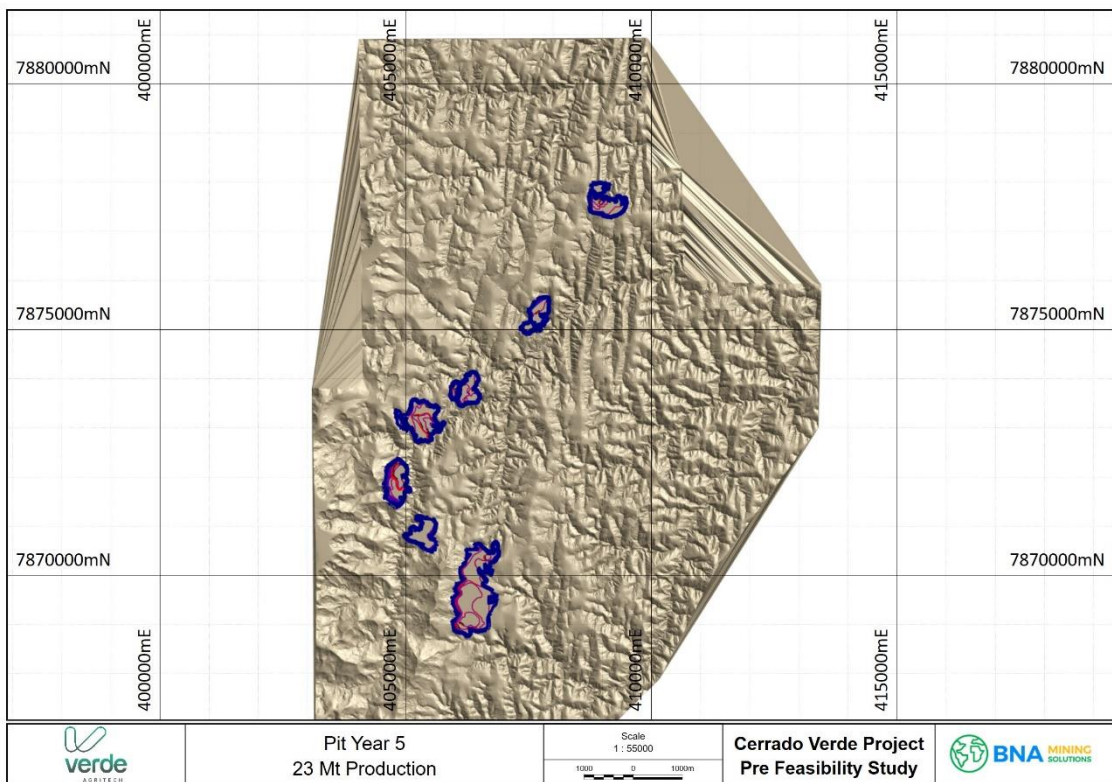 400000mE
405000mE
410000mE
415000mE
7880000mN
7880000mN
7875000mN
7875000mN
7870000mN
7870000mN
400000mE
405000mE
410000mE
415000mE
verde
AGRITECH
Pit Year 5
23 Mt Production
Scale
1 : 55000
1000 0 1000m
Cerrado Verde Project
Pre Feasibility Study
BNA MINING
SOLUTIONS